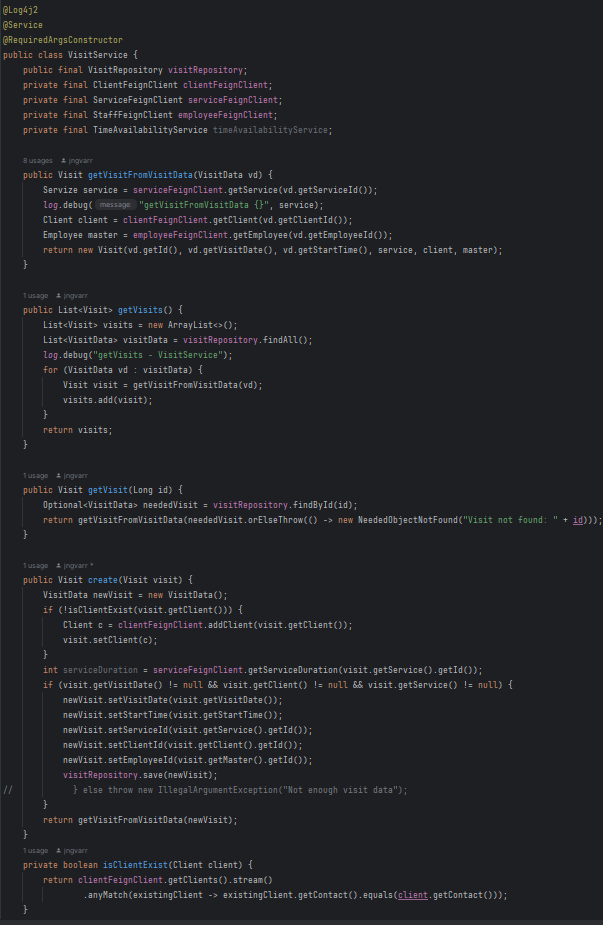 @Log4j2
@Service
@RequiredArgsConstructor
public class VisitService {
    public final VisitRepository visitRepository;
    private final ClientFeignClient clientFeignClient;
    private final ServiceFeignClient serviceFeignClient;
    private final StaffFeignClient employeeFeignClient;
    private final TimeAvailabilityService timeAvailabilityService;

    8 usages  jngvarr
    public Visit getVisitFromVisitData(VisitData vd) {
        Servize service = serviceFeignClient.getService(vd.getServiceId());
        log.debug( message: "getVisitFromVisitData {}", service);
        Client client = clientFeignClient.getClient(vd.getClientId());
        Employee master = employeeFeignClient.getEmployee(vd.getEmployeeId());
        return new Visit(vd.getId(), vd.getVisitDate(), vd.getStartTime(), service, client, master);
    }

    1 usage  jngvarr
    public List<Visit> getVisits() {
        List<Visit> visits = new ArrayList<>();
        List<VisitData> visitData = visitRepository.findAll();
        log.debug("getVisits - VisitService");
        for (VisitData vd : visitData) {
            Visit visit = getVisitFromVisitData(vd);
            visits.add(visit);
        }
        return visits;
    }

    1 usage  jngvarr
    public Visit getVisit(Long id) {
        Optional<VisitData> neededVisit = visitRepository.findById(id);
        return getVisitFromVisitData(neededVisit.orElseThrow(() -> new NeededObjectNotFound("Visit not found: " + id)));
    }

    1 usage  jngvarr *
    public Visit create(Visit visit) {
        VisitData newVisit = new VisitData();
        if (!isClientExist(visit.getClient())) {
            Client c = clientFeignClient.addClient(visit.getClient());
            visit.setClient(c);
        }
        int serviceDuration = serviceFeignClient.getServiceDuration(visit.getService().getId());
        if (visit.getVisitDate() != null && visit.getClient() != null && visit.getService() != null) {
            newVisit.setVisitDate(visit.getVisitDate());
            newVisit.setStartTime(visit.getStartTime());
            newVisit.setServiceId(visit.getService().getId());
            newVisit.setClientId(visit.getClient().getId());
            newVisit.setEmployeeId(visit.getMaster().getId());
            visitRepository.save(newVisit);
//            } else throw new IllegalArgumentException("Not enough visit data");
        }
        return getVisitFromVisitData(newVisit);
    }
    1 usage  jngvarr
    private boolean isClientExist(Client client) {
        return clientFeignClient.getClients().stream()
                .anyMatch(existingClient -> existingClient.getContact().equals(client.getContact()));
    }